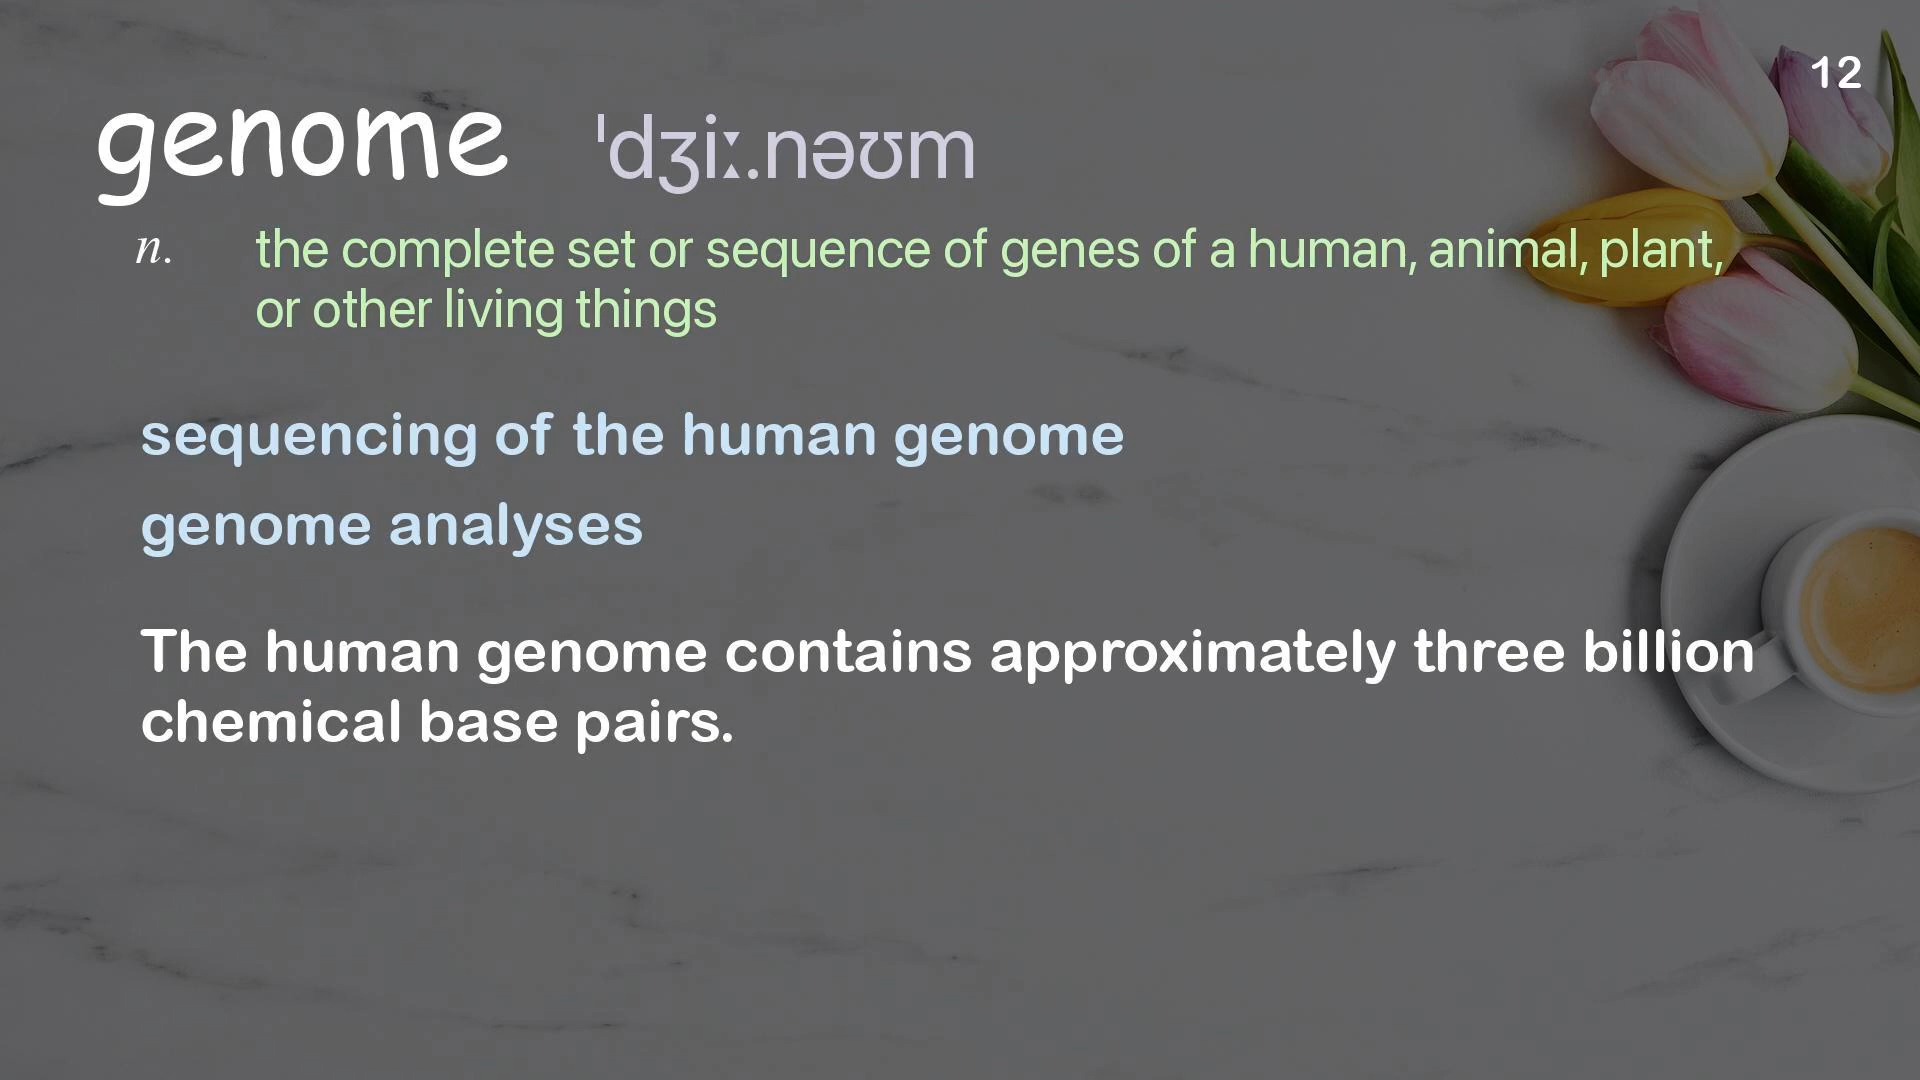 12
genome ˈdʒiː.nəʊm
n. the complete set or sequence of genes of a human, animal, plant,
or other living things
sequencing of the human genome
genome analyses
The human genome contains approximately three billion
chemical base pairs.